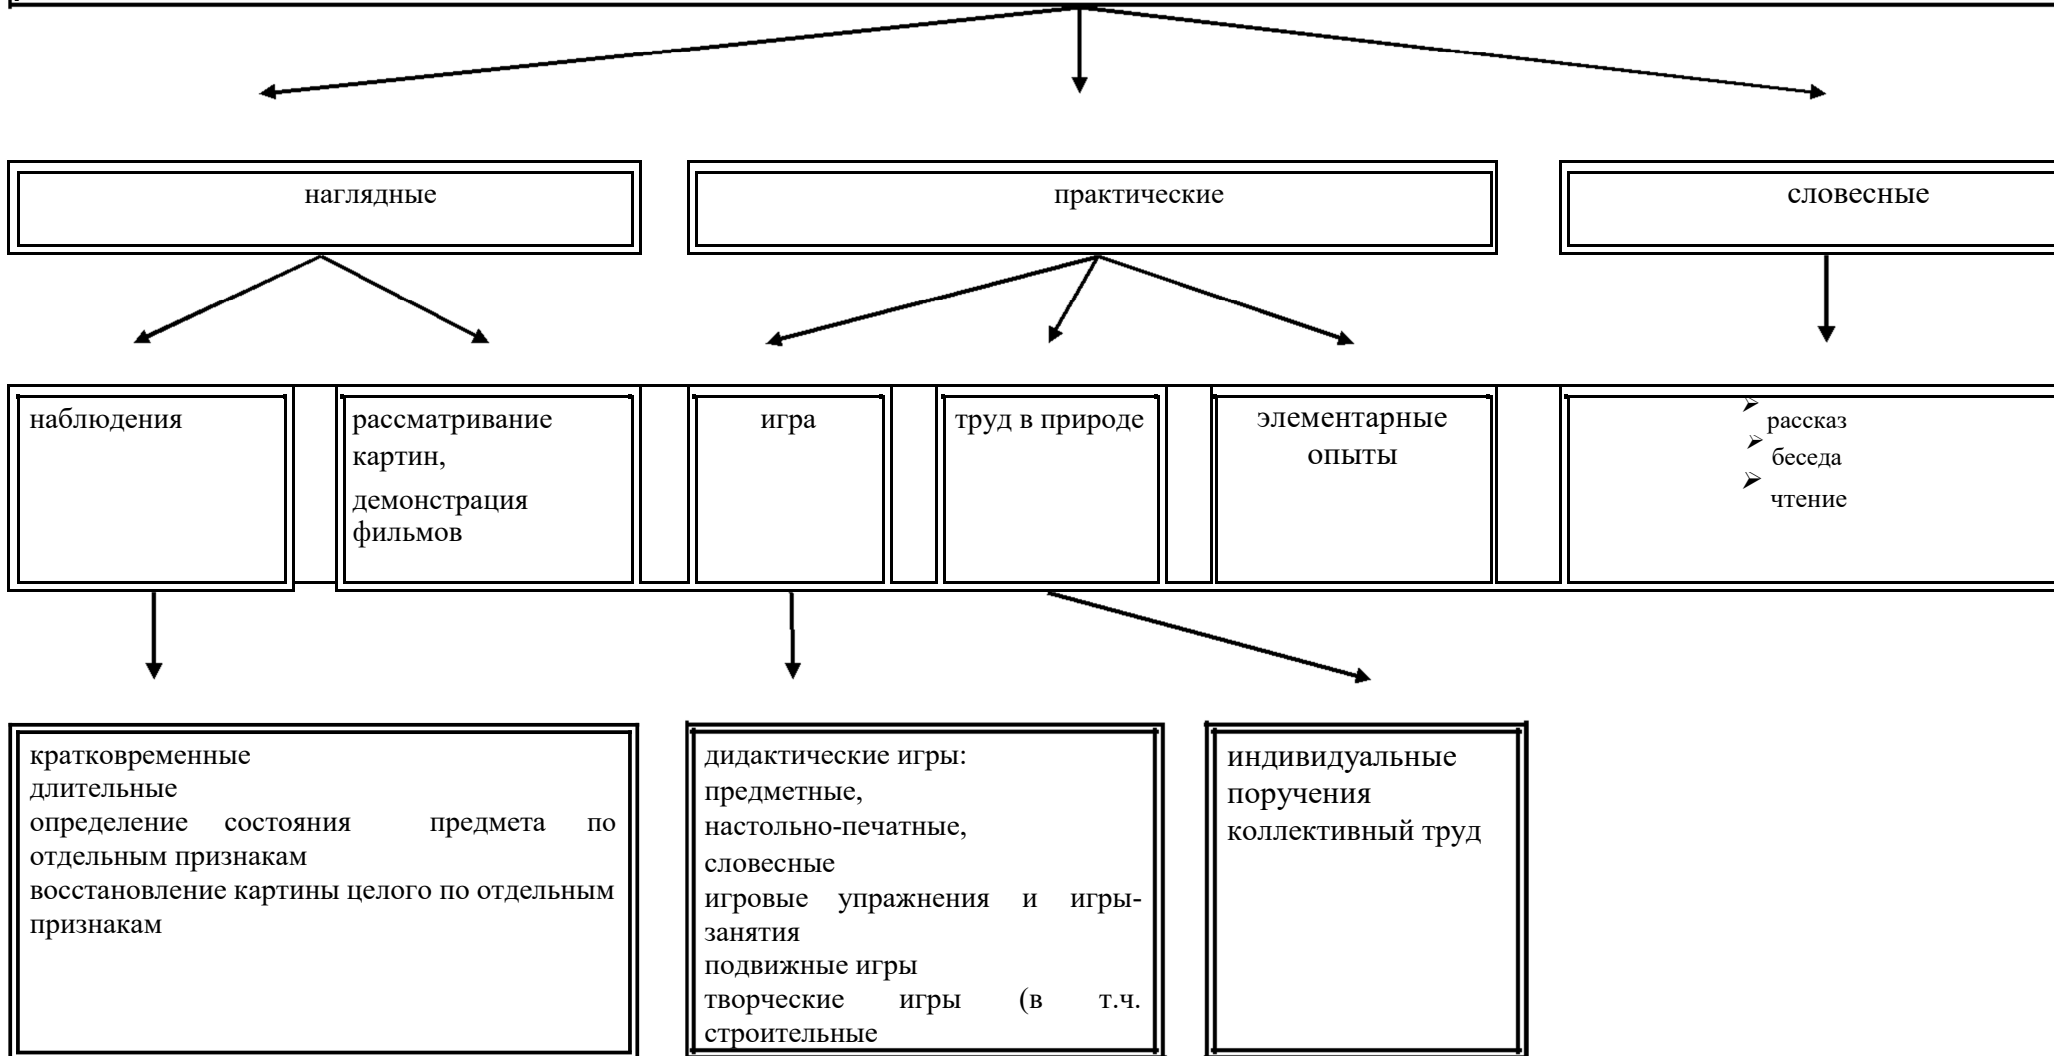 наглядные
практические
словесные
наблюдения
рассматривание
картин,
демонстрация
фильмов
игра
труд в природе
элементарные
опыты
рассказ
беседа
чтение
кратковременные
длительные
определение состояния предмета по
отдельным признакам
восстановление картины целого по отдельным
признакам
дидактические игры:
предметные,
настольно-печатные,
словесные
игровые упражнения и игры-
занятия
подвижные игры
творческие игры (в т.ч.
строительные
индивидуальные
поручения
коллективный труд